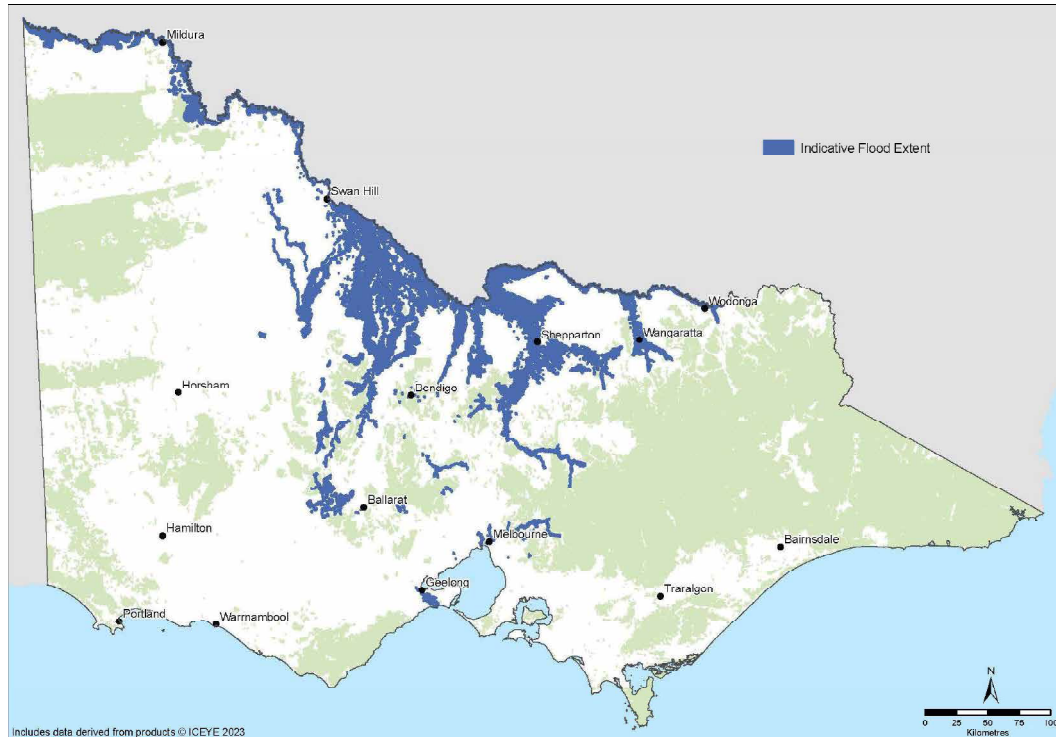 Mildura
Indicative Flood Extent
Swan Hill
Wodonga
Shepparton
Wangaratta
Horsham
Bendigo
Ballarat
Hamilton
Melbourne
Bairnsdale
Geelong
Traralgon
Portland
Warrnambool
N
0 25 50 75 100
Kilometres
Includes data derived from products © ICEYE 2023